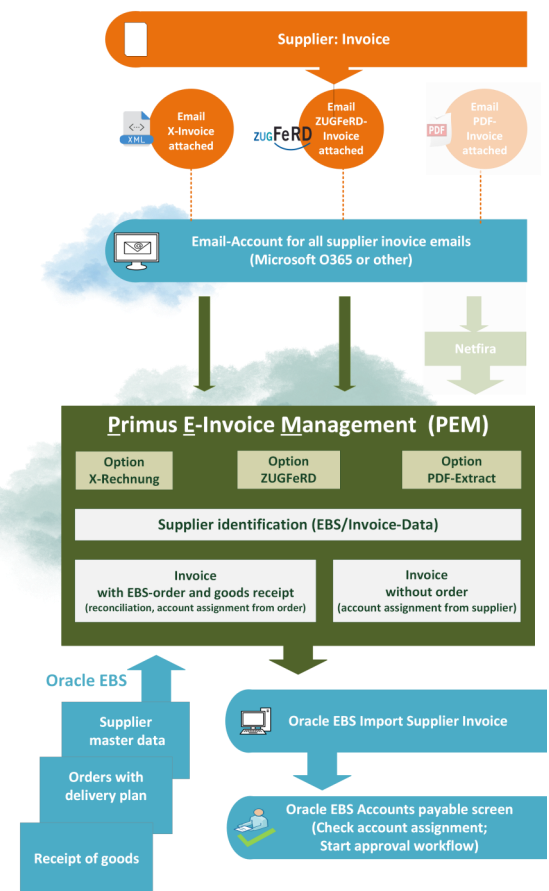 Supplier: Invoice
Email
X-Invoice
attached
XML
Email
ZUGFeRD-
Invoice
attached
ZUGFeRD
Email
PDF-
Invoice
attached
PDF
Email-Account for all supplier inovice emails
(Microsoft O365 or other)
Netfira
Primus E-Invoice Management (PEM)
Option
X-Rechnung
Option
ZUGFeRD
Option
PDF-Extract
Supplier identification (EBS/Invoice-Data)
Invoice
with EBS-order and goods receipt
(reconciliation, account assignment from order)
Invoice
without order
(account assignment from supplier)
Oracle EBS
Supplier
master data
Orders with
delivery plan
Receipt of goods
Oracle EBS Import Supplier Invoice
Oracle EBS Accounts payable screen
(Check account assignment;
Start approval workflow)